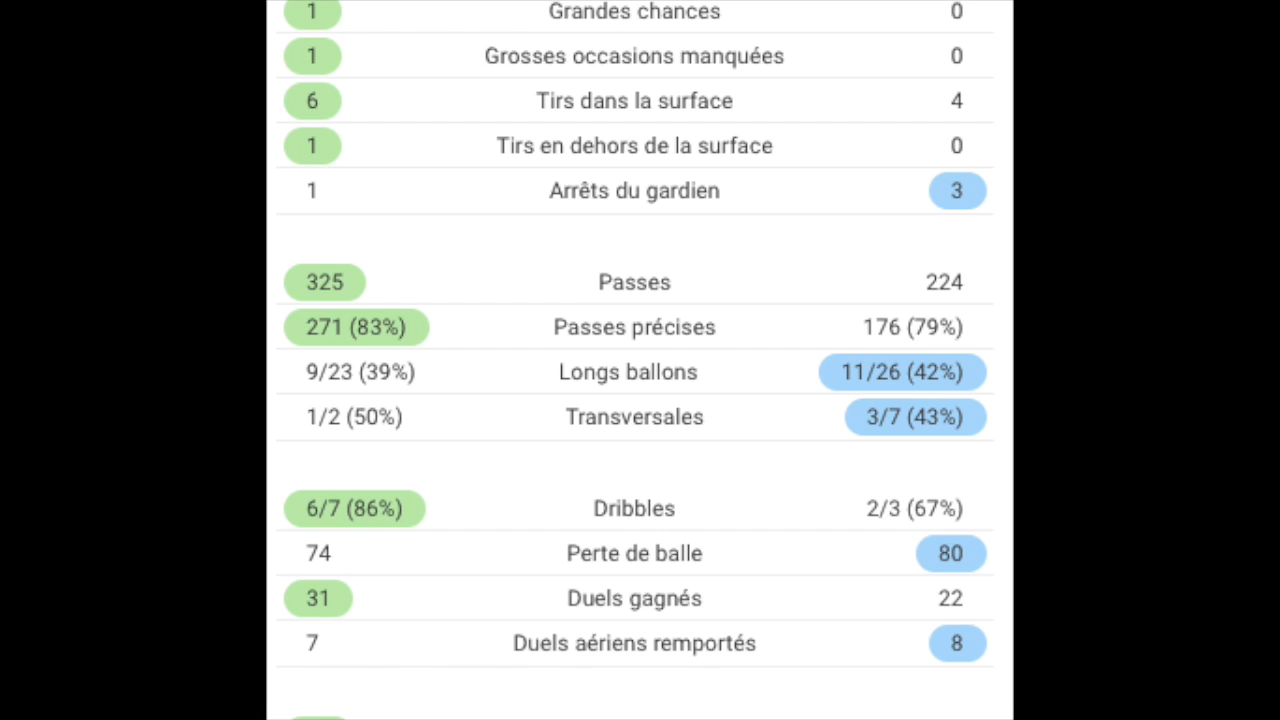 1 Grandes chances 0
1 Grosses occasions manquées 0
6 Tirs dans la surface 4
1 Tirs en dehors de la surface 0
1 Arrêts du gardien 3
325 Passes 224
271 (83%) Passes précises 176 (79%)
9/23 (39%) Longs ballons 11/26 (42%)
1/2 (50%) Transversales 3/7 (43%)
6/7 (86%) Dribbles 2/3 (67%)
74 Perte de balle 80
31 Duels gagnés 22
7 Duels aériens remportés 8